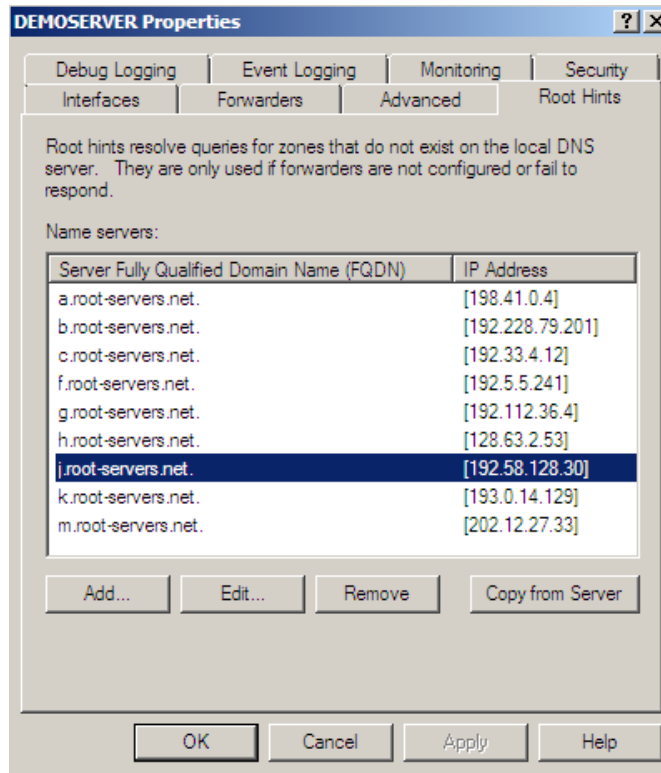 DEMOSERVER Properties ? x
Debug Logging Event Logging Monitoring Security
Interfaces Forwarders Advanced Root Hints
Root hints resolve queries for zones that do not exist on the local DNS
server. They are only used if forwarders are not configured or fail to
respond.
Name servers:
Server Fully Qualified Domain Name (FQDN) IP Address
a.root-servers.net. [198.41.0.4]
b.root-servers.net. [192.228.79.201]
c.root-servers.net. [192.33.4.12]
f.root-servers.net. [192.5.5.241]
g.root-servers.net. [192.112.36.4]
h.root-servers.net. [128.63.2.53]
j.root-servers.net. [192.58.128.30]
k.root-servers.net. [193.0.14.129]
m.root-servers.net. [202.12.27.33]
Add... Edit... Remove Copy from Server
OK Cancel Apply Help